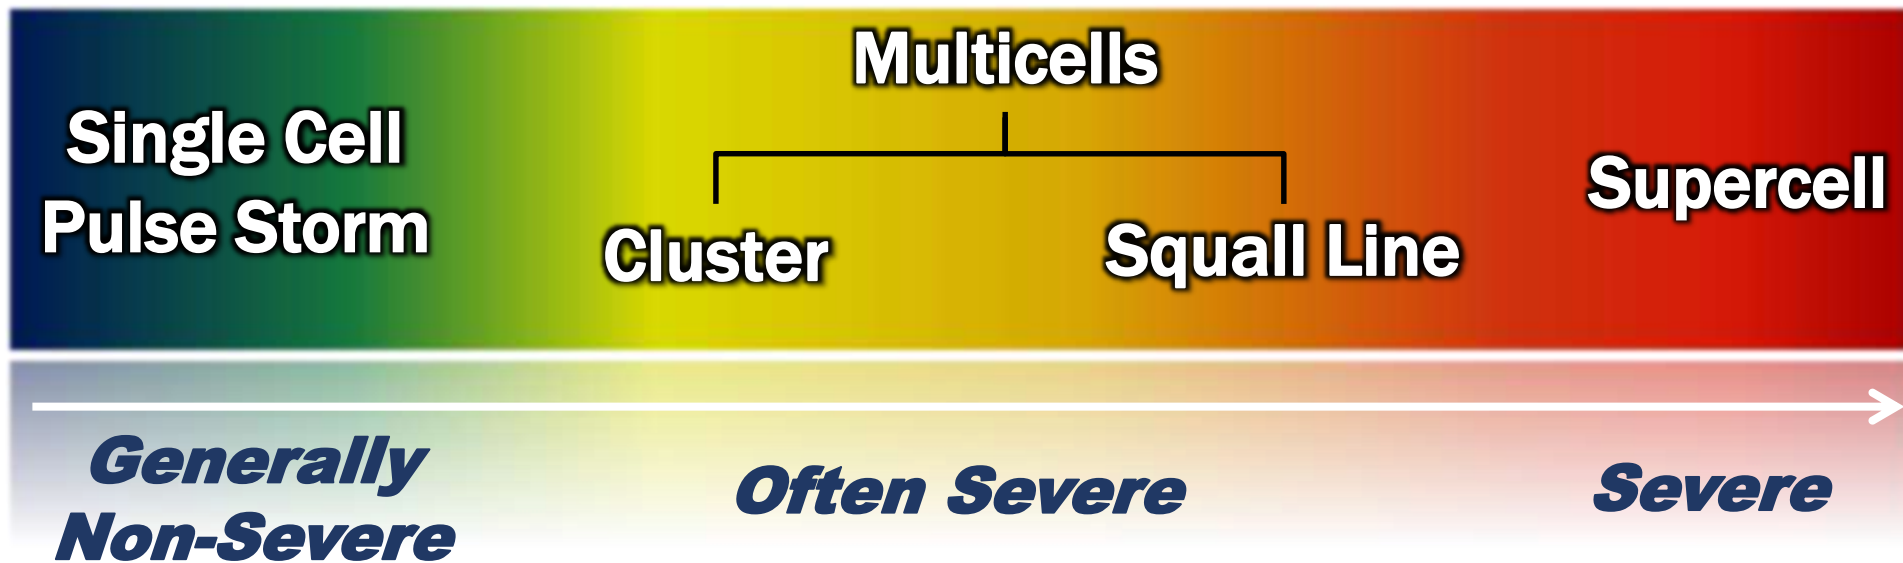 Multicells
Single Cell
Pulse Storm
Cluster
Squall Line
Supercell
Generally
Non-Severe
Often Severe
Severe